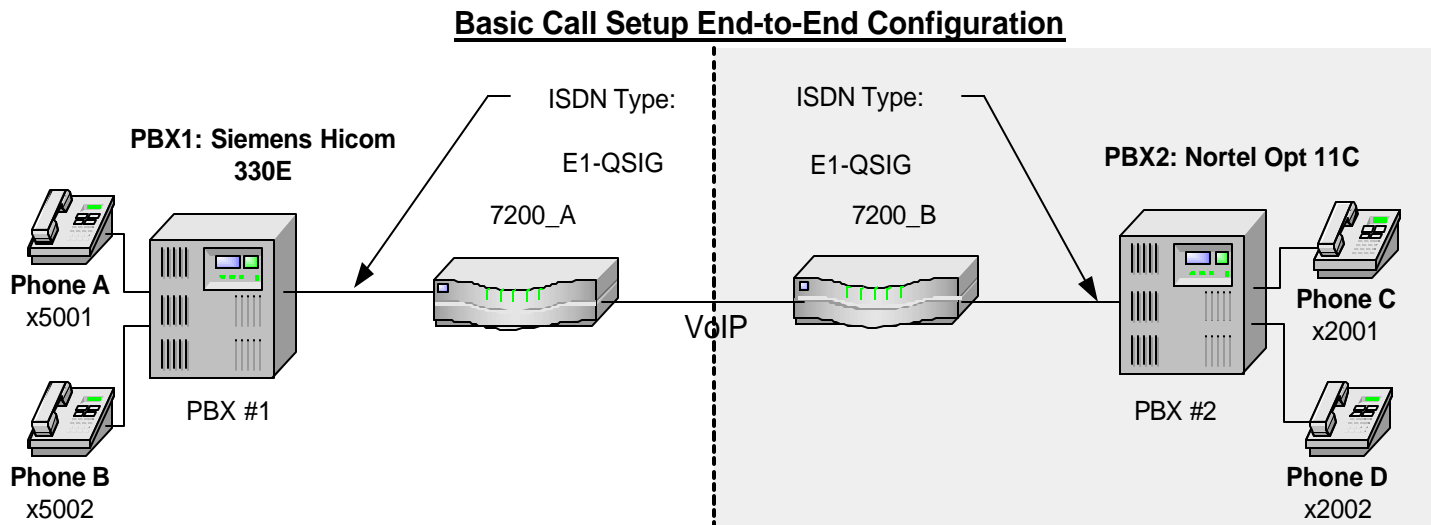 Basic Call Setup End-to-End Configuration
ISDN Type:
E1-QSIG
ISDN Type:
E1-QSIG
PBX1: Siemens Hicom
330E
PBX2: Nortel Opt 11C
7200_A
7200_B
Phone A
x5001
Phone B
x5002
PBX #1
VoIP
PBX #2
Phone C
x2001
Phone D
x2002